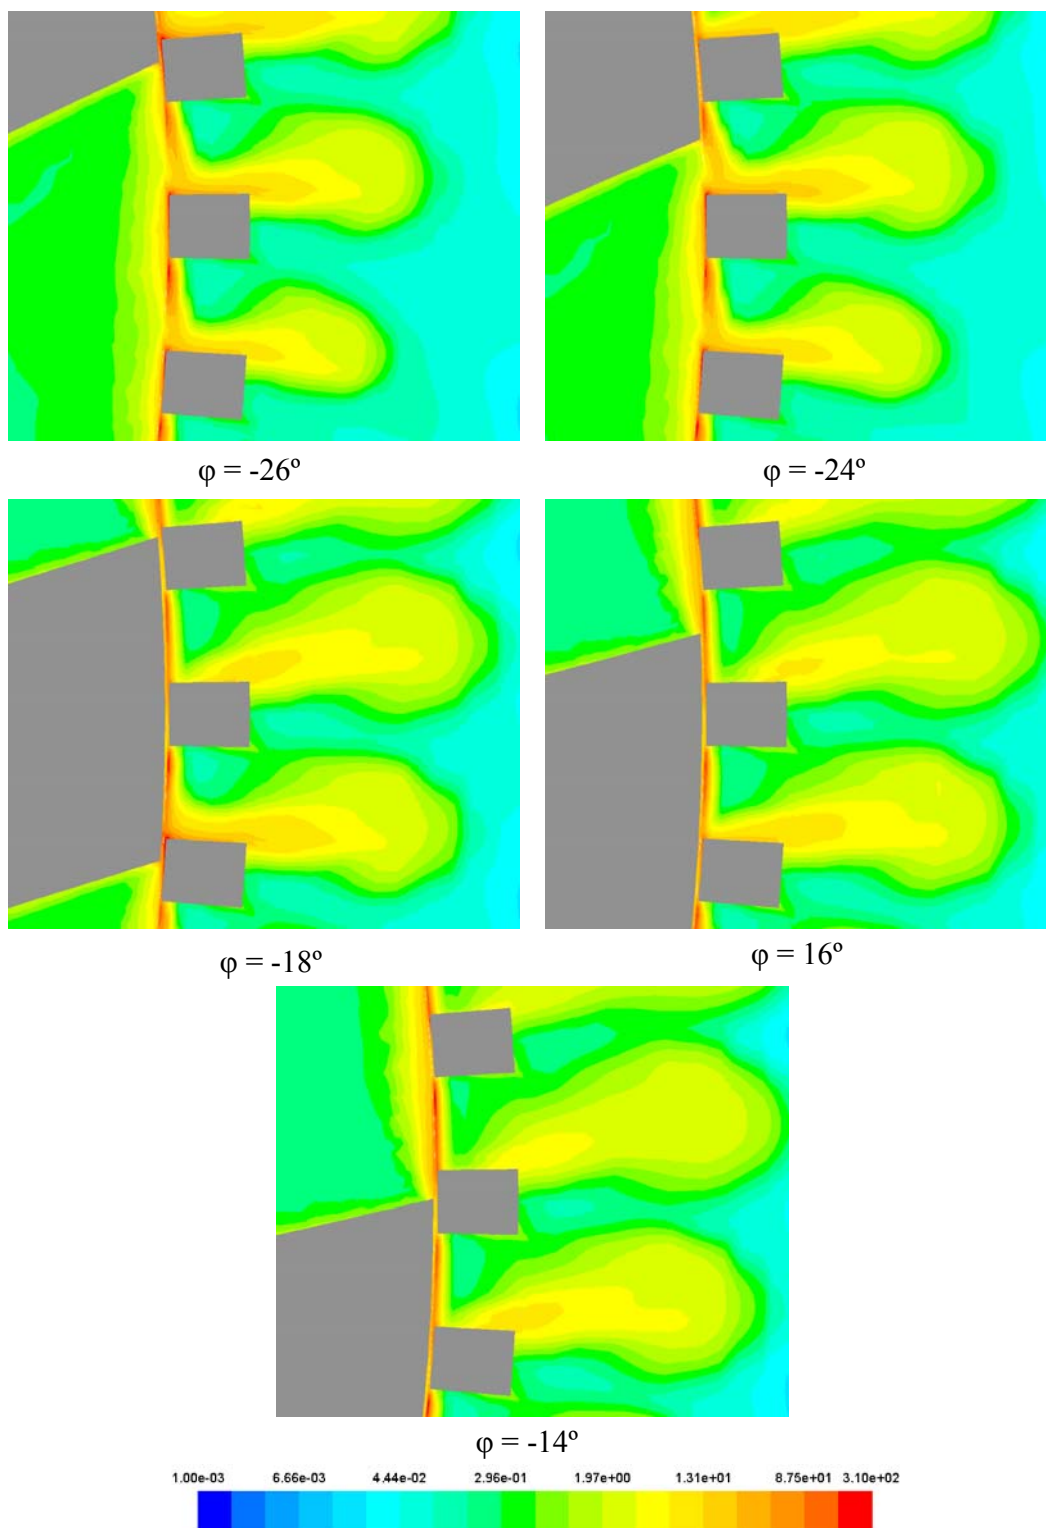 φ = -26º
φ = -24º
φ = -18º
φ = 16º
φ = -14º
1.00e-03 6.66e-03 4.44e-02 2.96e-01 1.97e+00 1.31e+01 8.75e+01 3.10e+02